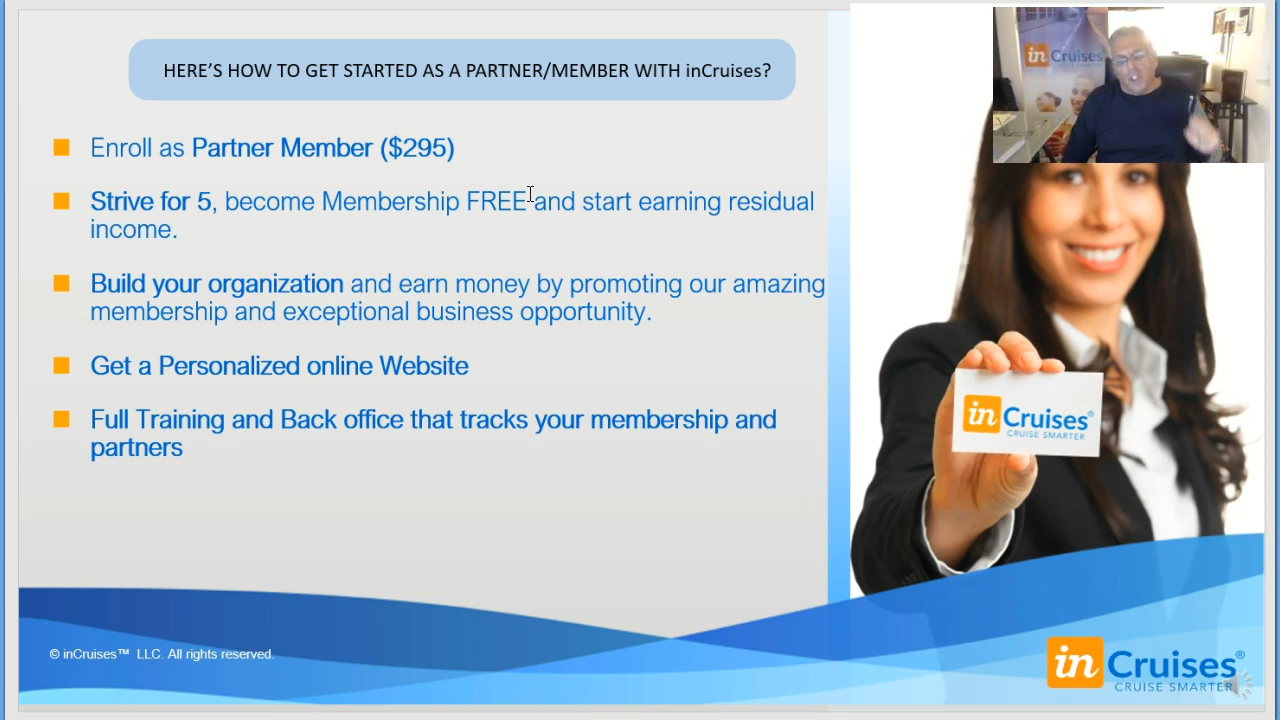 HERE'S HOW TO GET STARTED AS A PARTNER/MEMBER WITH inCruises?
in Cruises
Enroll as Partner Member ($295)
Strive for 5, become Membership FREE and start earning residual
income.
Build your organization and earn money by promoting our amazing
membership and exceptional business opportunity.
Get a Personalized online Website
Full Training and Back office that tracks your membership and
partners
in Cruises®
CRUISE SMARTER
© inCruises™ LLC. All rights reserved.
in Cruises®
CRUISE SMARTER